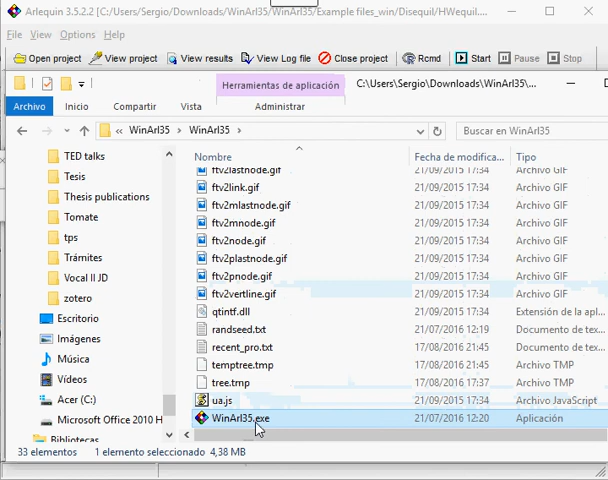 Arlequin 3.5.2.2 [C:/Users/Sergio/Downloads/WinArl35/WinArl35/Example files_win/Disequil/HWequil....
File View Options Help
Open project View project View results View Log file Close project Rcmd Start Pause Stop
Herramientas de aplicación C:\Users\Sergio\Downloads\WinArl35\...
Archivo Inicio Compartir Vista Administrar
« WinArl35 WinArl35 Buscar en WinArl35
Nombre Fecha de modifica... Tipo
TED talks
Tesis
Thesis publications
Tomate
tps
Trámites
Vocal II JD
zotero
Escritorio
Imágenes
Música
Vídeos
Acer (C:)
Microsoft Office 2010 H
Bibliotecas
ftv2lastnode.gif 21/09/2015 17:34 Archivo GIF
ftv2link.gif 21/09/2015 17:34 Archivo GIF
ftv2mlastnode.gif 21/09/2015 17:34 Archivo GIF
ftv2mnode.gif 21/09/2015 17:34 Archivo GIF
ftv2node.gif 21/09/2015 17:34 Archivo GIF
ftv2plastnode.gif 21/09/2015 17:34 Archivo GIF
ftv2pnode.gif 21/09/2015 17:34 Archivo GIF
ftv2vertline.gif 21/09/2015 17:34 Archivo GIF
qtintf.dll 21/09/2015 17:34 Extensión de la apl...
randseed.txt 21/07/2016 12:19 Documento de tex...
recent_pro.txt 17/08/2016 21:45 Documento de tex...
temptree.tmp 17/08/2016 21:45 Archivo TMP
tree.tmp 17/08/2016 17:37 Archivo TMP
ua.js 21/09/2015 17:34 Archivo JavaScript
WinArl35.exe 21/07/2016 12:20 Aplicación
33 elementos 1 elemento seleccionado 4,38 MB